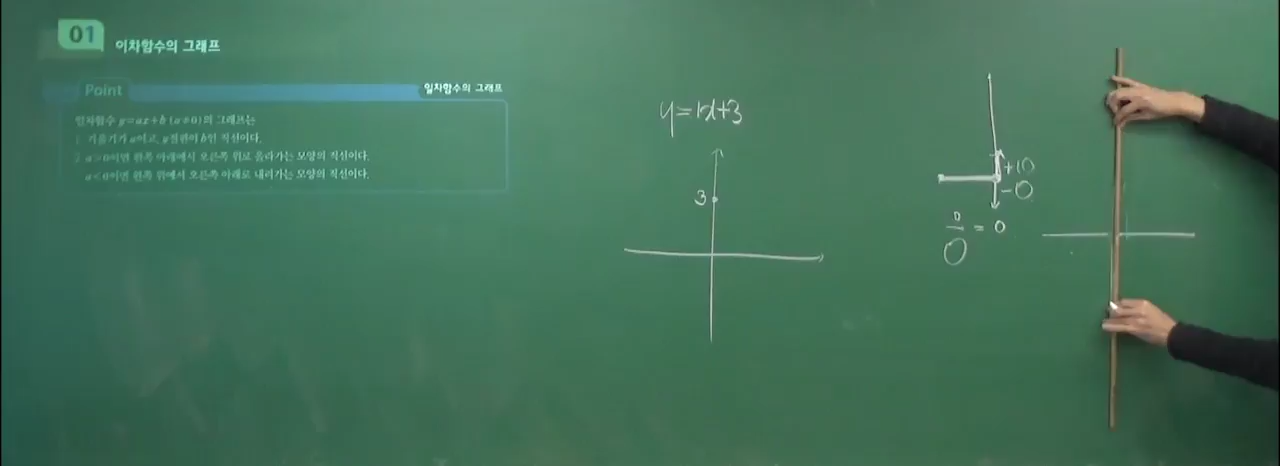 01
이차함수의 그래프
Point
일차함수의 그래프
일차함수 y=ax+b (a≠0)의 그래프는
1 기울기가 a이고, y절편이 b인 직선이다.
2 a>0이면 왼쪽 아래에서 오른쪽 위로 올라가는 모양의 직선이다.
a<0이면 왼쪽 위에서 오른쪽 아래로 내려가는 모양의 직선이다.
3
+10
0/0 = 0